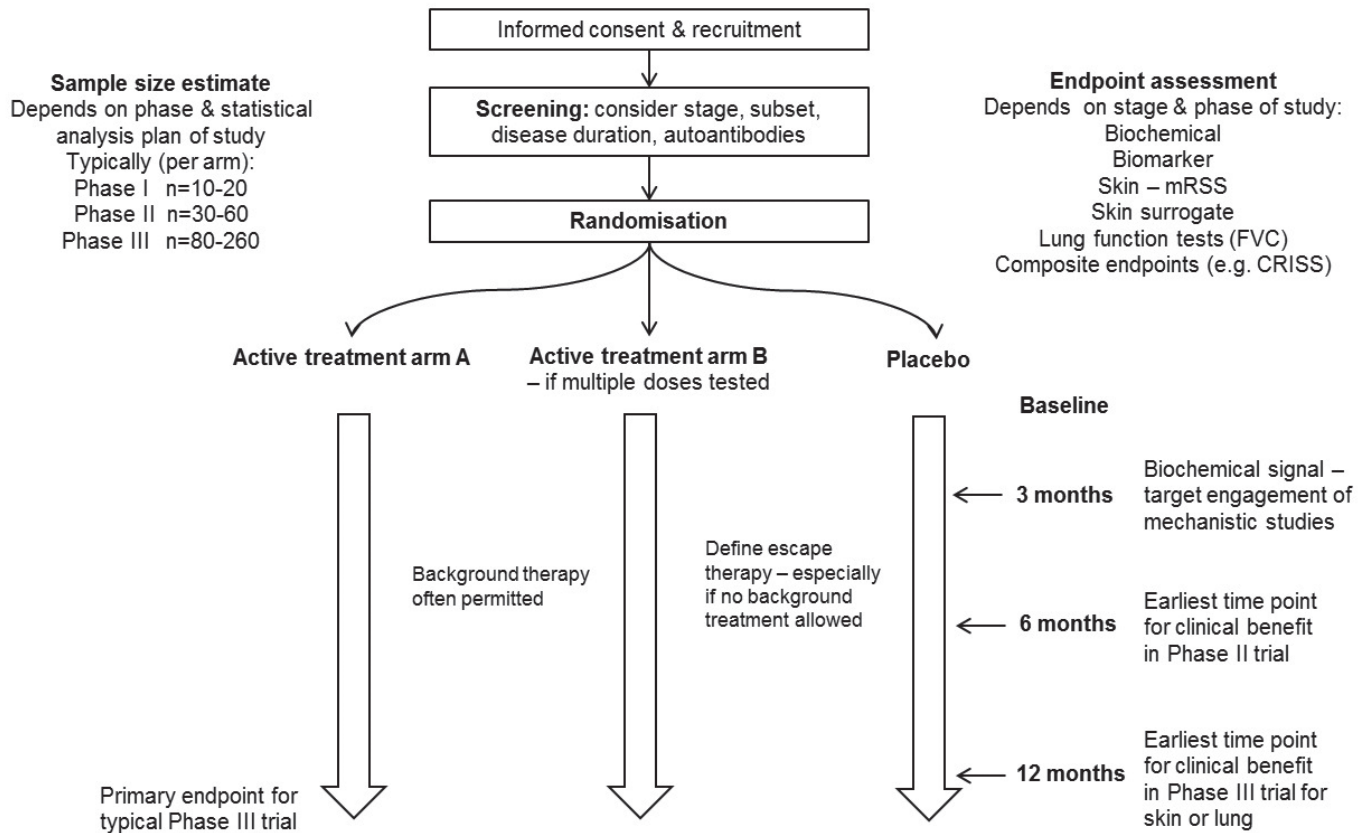 Informed consent & recruitment
Sample size estimate
Depends on phase & statistical
analysis plan of study
Typically (per arm):
Phase I   n=10-20
Phase II   n=30-60
Phase III   n=80-260
Screening: consider stage, subset,
disease duration, autoantibodies
Endpoint assessment
Depends  on stage & phase of study:
Biochemical
Biomarker
Skin – mRSS
Skin surrogate
Lung function tests (FVC)
Composite endpoints (e.g. CRISS)
Randomisation
Active treatment arm A
Active treatment arm B
– if multiple doses tested
Placebo
Baseline
3 months
Biochemical signal –
target engagement of
mechanistic studies
Background therapy
often permitted
Define escape
therapy – especially
if no background
treatment allowed
6 months
Earliest time point
for clinical benefit
in Phase II trial
12 months
Earliest time point
for clinical benefit
in Phase III trial for
skin or lung
Primary endpoint for
typical Phase III trial